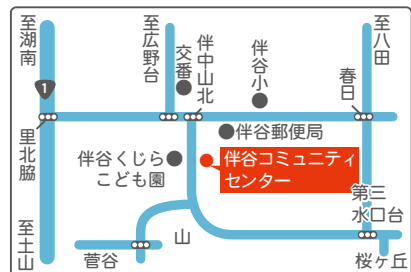 至湖南
至広野台
交番
伴中山北
伴谷小
至八田
春日
1
里北脇
伴谷郵便局
伴谷くじら
こども園
伴谷コミュニティ
センター
第三
水口台
至土山
菅谷
山
桜ヶ丘